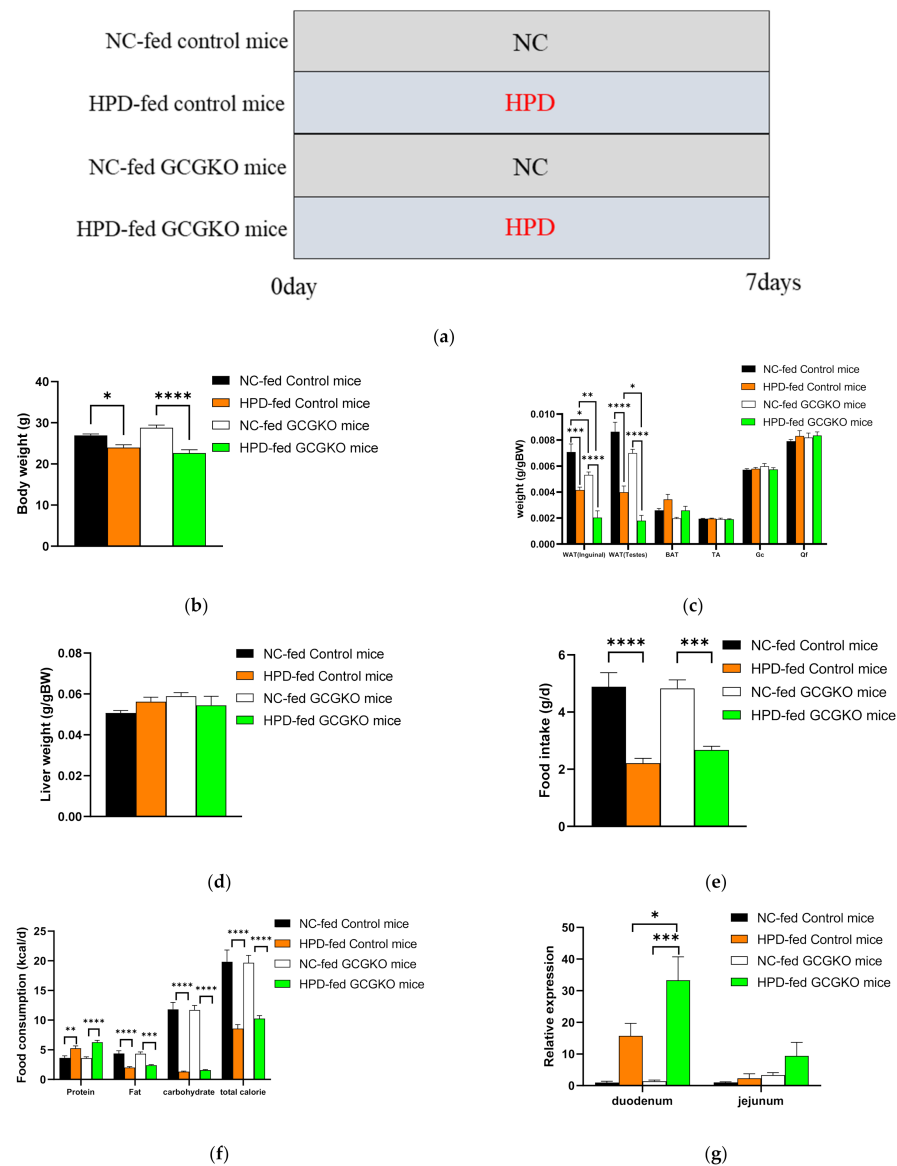 NC-fed control mice NC
HPD-fed control mice HPD
NC-fed GCGKO mice NC
HPD-fed GCGKO mice HPD
0day 7days
(a)
Body weight (g)
40
30
20
10
0
*
****
NC-fed Control mice
HPD-fed Control mice
NC-fed GCGKO mice
HPD-fed GCGKO mice
(b)
weight (g/gBW)
0.010
0.008
0.006
0.004
0.002
0.000
**
*
***
****
*
****
****
NC-fed Control mice
HPD-fed Control mice
NC-fed GCGKO mice
HPD-fed GCGKO mice
WAT(Inguinal) WAT(Testes) BAT TA Gc Qf
(c)
Liver weight (g/gBW)
0.08
0.06
0.04
0.02
0.00
NC-fed Control mice
HPD-fed Control mice
NC-fed GCGKO mice
HPD-fed GCGKO mice
(d)
Food intake (g/d)
6
4
2
0
**** ***
NC-fed Control mice
HPD-fed Control mice
NC-fed GCGKO mice
HPD-fed GCGKO mice
(e)
Food consumption (kcal/d)
25
20
15
10
5
0
** ****
**** ***
**** ****
**** ****
NC-fed Control mice
HPD-fed Control mice
NC-fed GCGKO mice
HPD-fed GCGKO mice
Protein Fat carbohydrate total calorie
(f)
Relative expression
50
40
30
20
10
0
*
***
NC-fed Control mice
HPD-fed Control mice
NC-fed GCGKO mice
HPD-fed GCGKO mice
duodenum jejunum
(g)